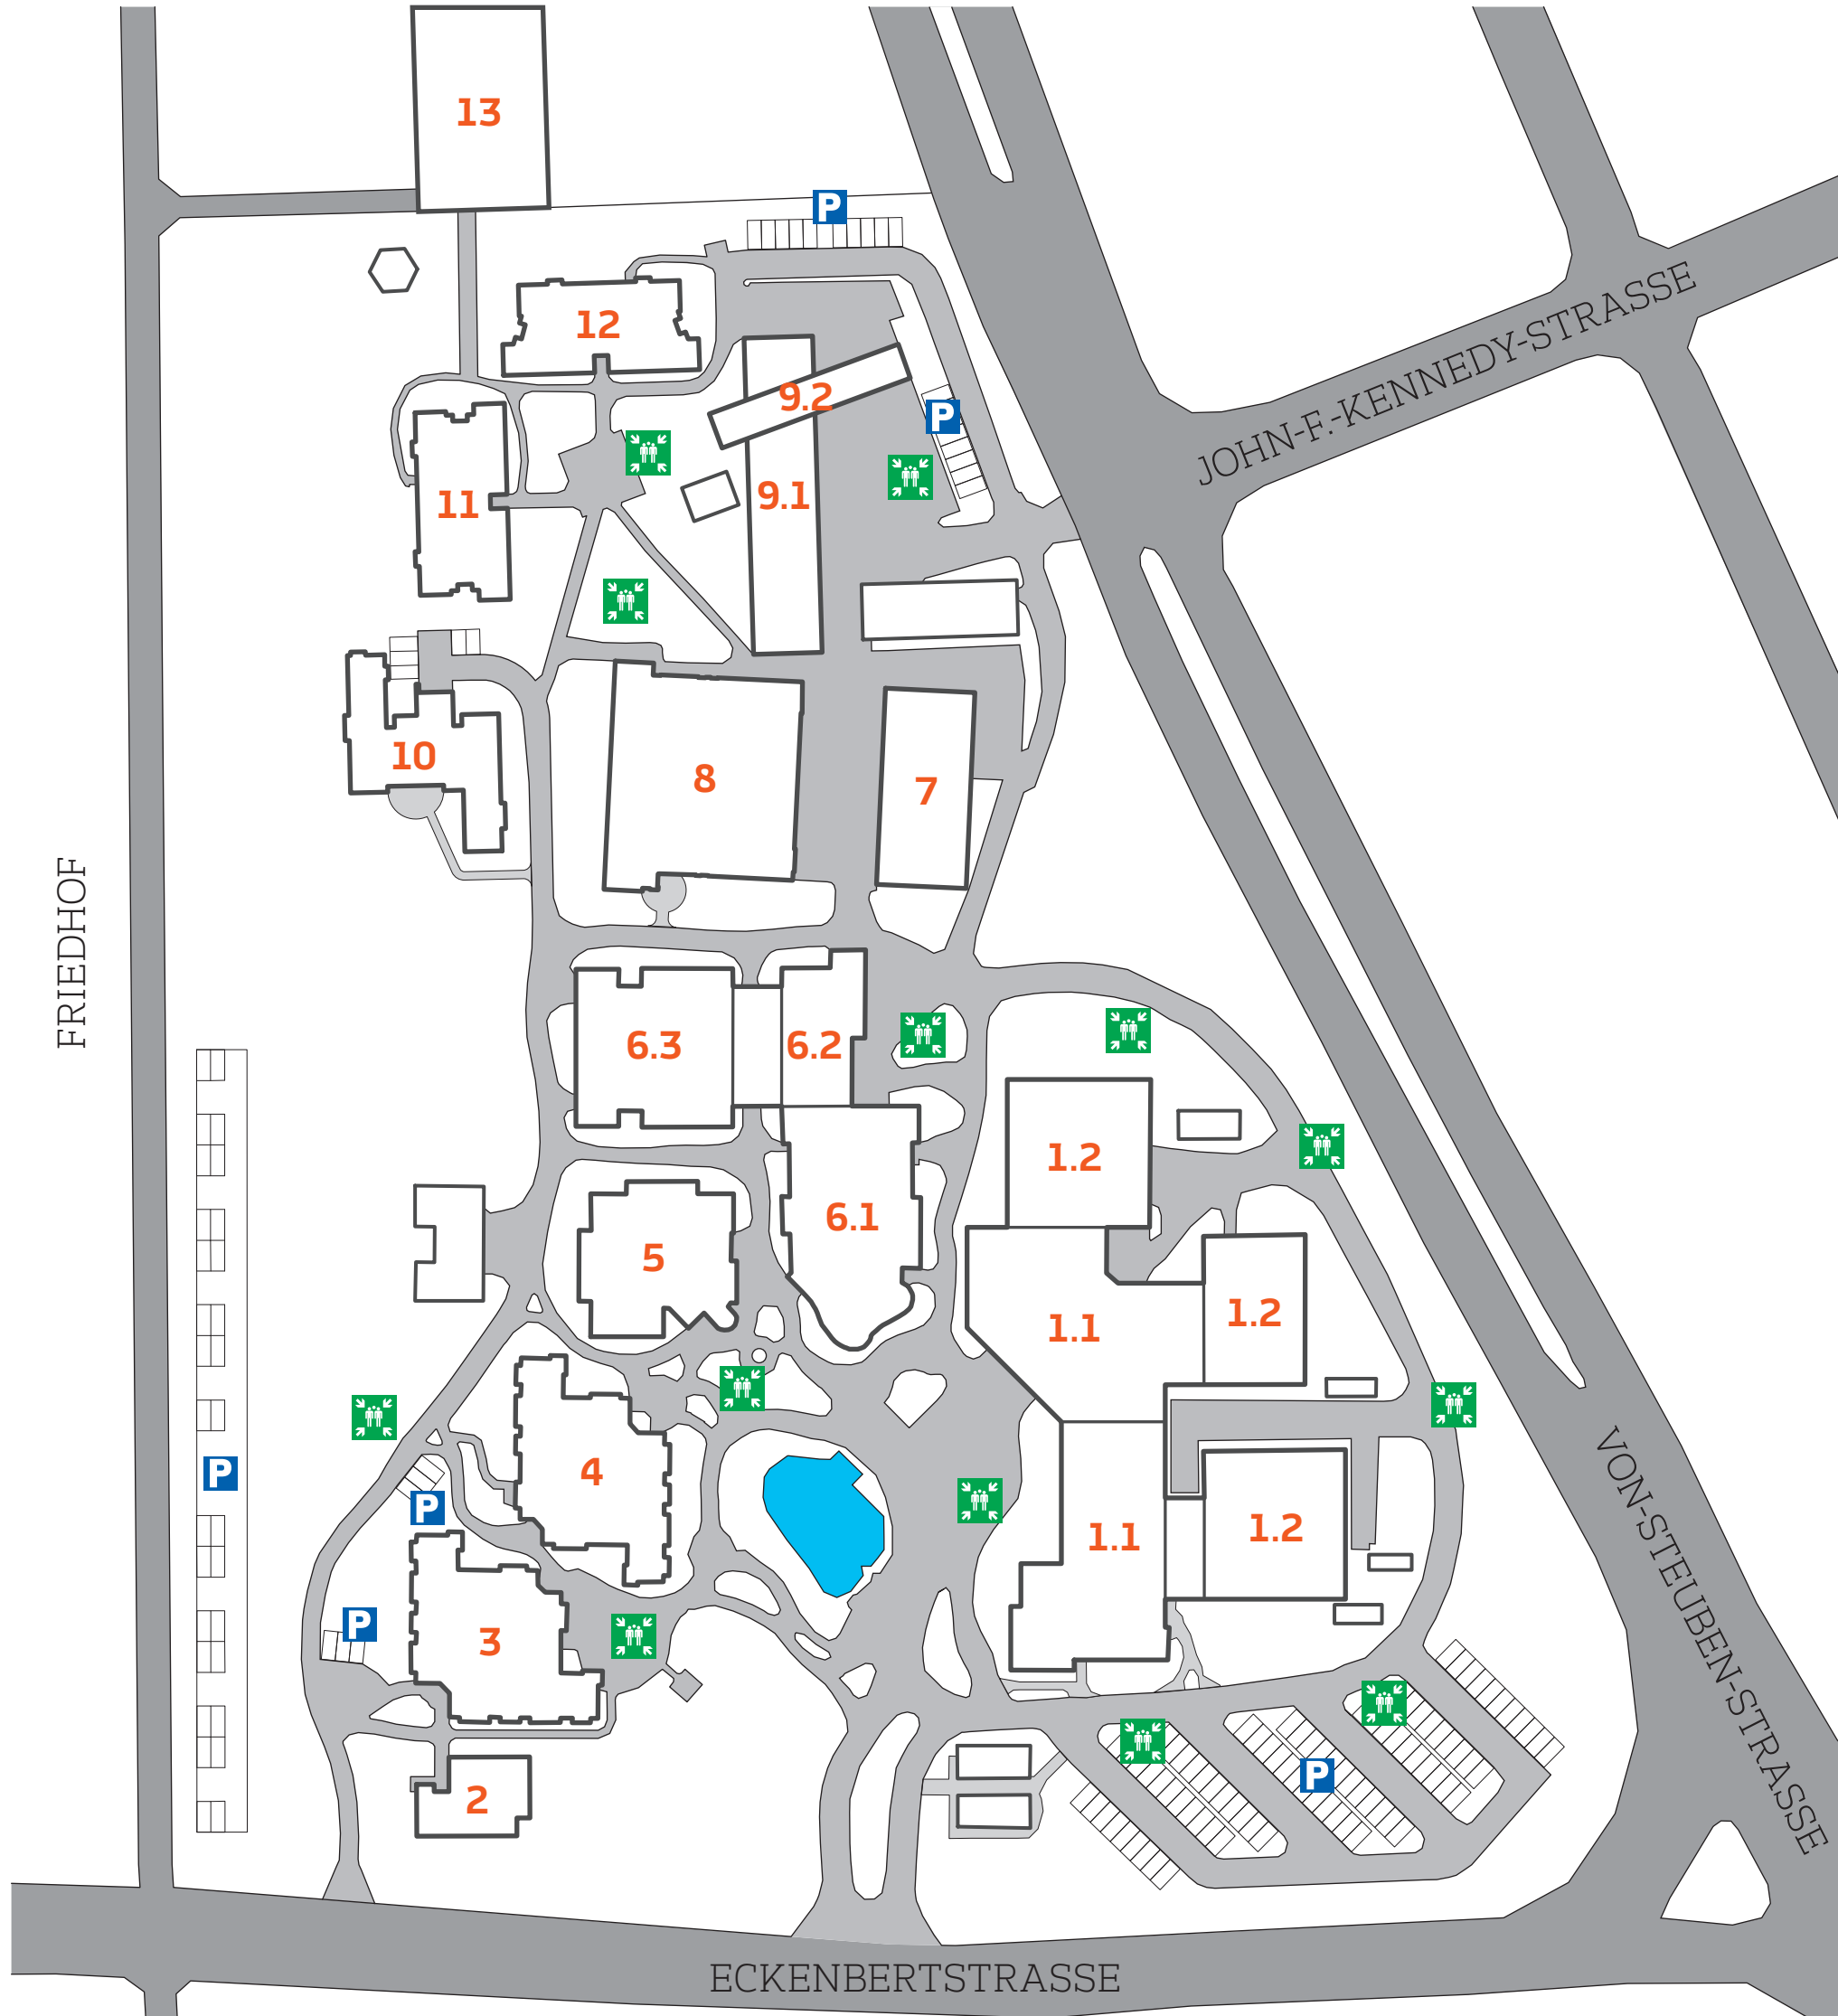 13
P
12
JOHN-F.-KENNEDY-STRASSE
9.2
P
9.1
11
10
8
7
FRIEDHOF
6.3
6.2
1.2
6.1
5
1.1
1.2
P
4
P
1.1
1.2
P
3
VON-STEUBEN-STRASSE
P
2
ECKENBERTSTRASSE